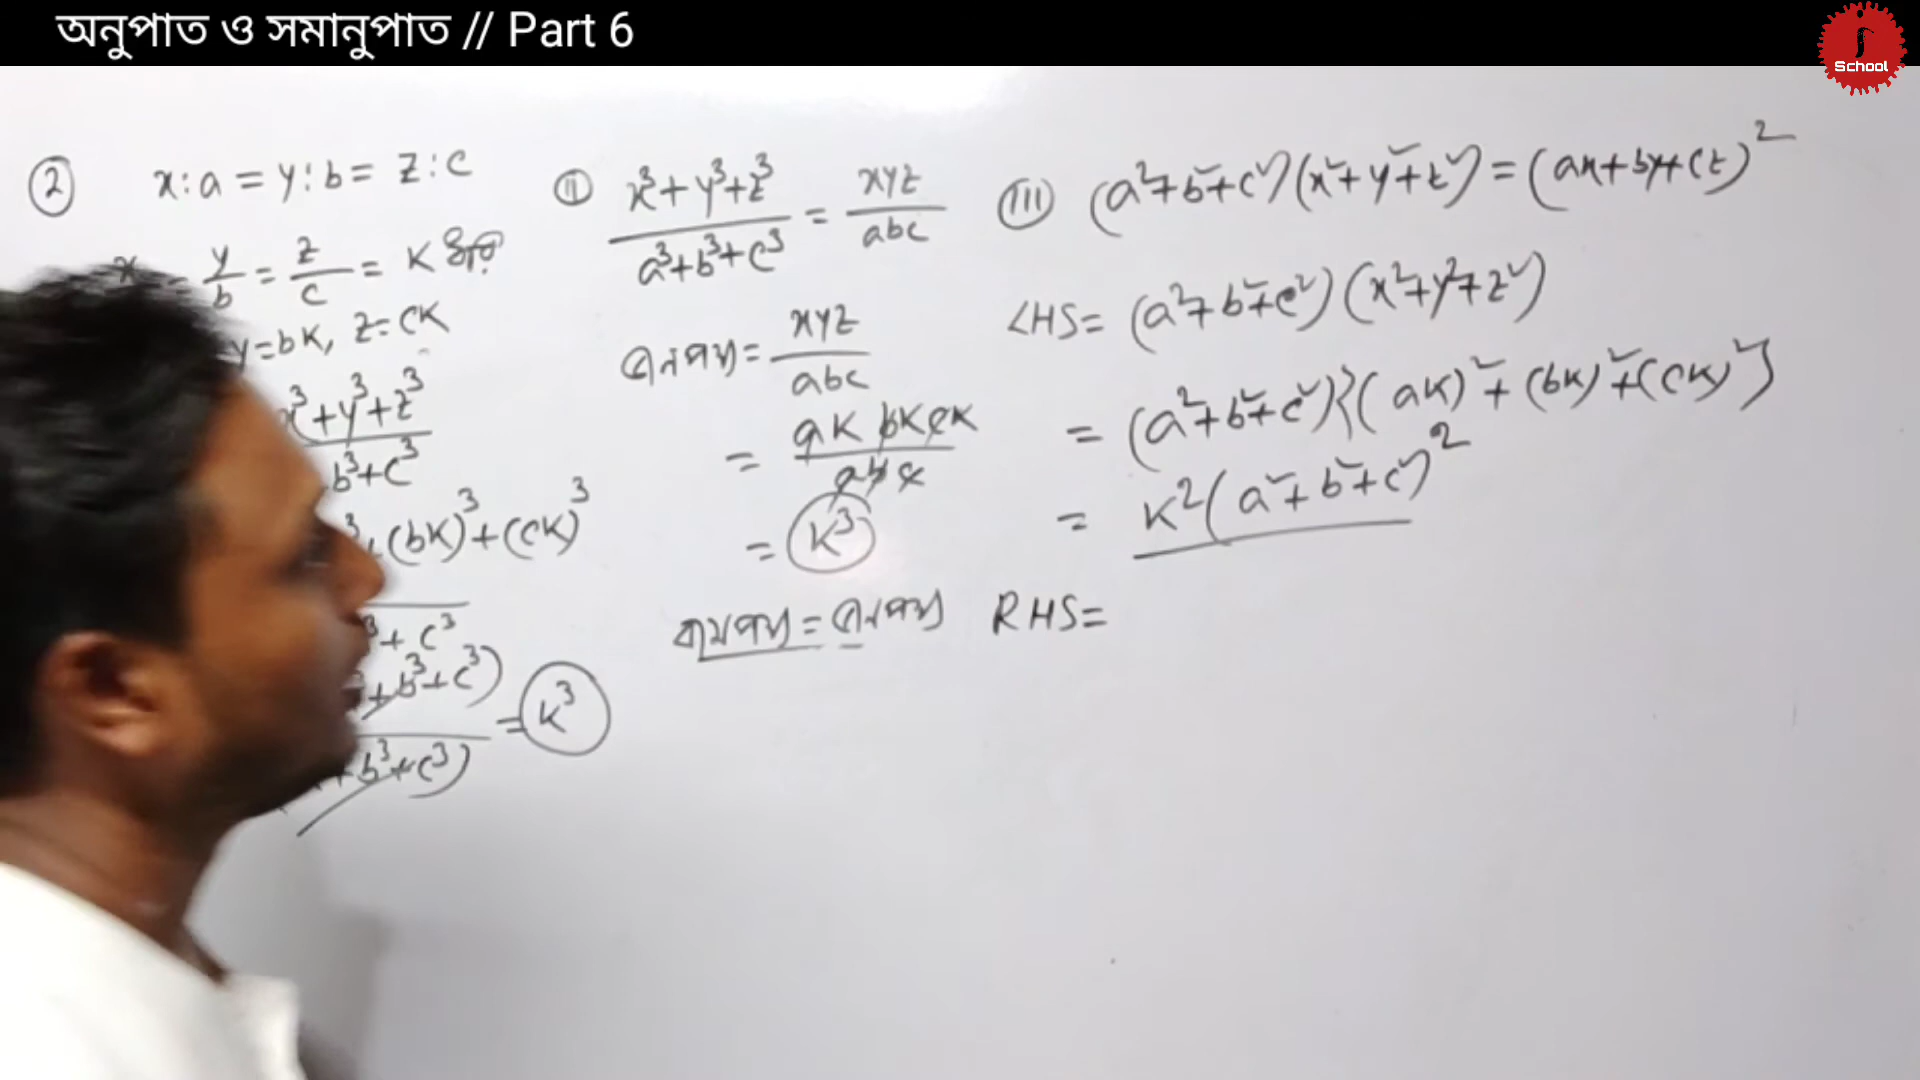 অনুপাত ও সমানুপাত // Part 6
School
② x:a = y:b = z:c
= y/b = z/c = K ধরি
y=bK, z=cK
x³+y³+z³
b³+c³
+(bK)³+(cK)³
³+c³
+b³+c³)
+b³+c³)
= K³
ⓘⓘ x³+y³+z³/a³+b³+c³ = xyz/abc
ডানপক্ষ = xyz/abc
= aK bK cK/abc
= K³
বামপক্ষ = ডানপক্ষ
ⓘⓘⓘ (a²+b²+c²)(x²+y²+z²) = (ax+by+cz)²
LHS= (a²+b²+c²)(x²+y²+z²)
= (a²+b²+c²){(aK)²+(bK)²+(cK)²}
= K²(a²+b²+c²)²
RHS=